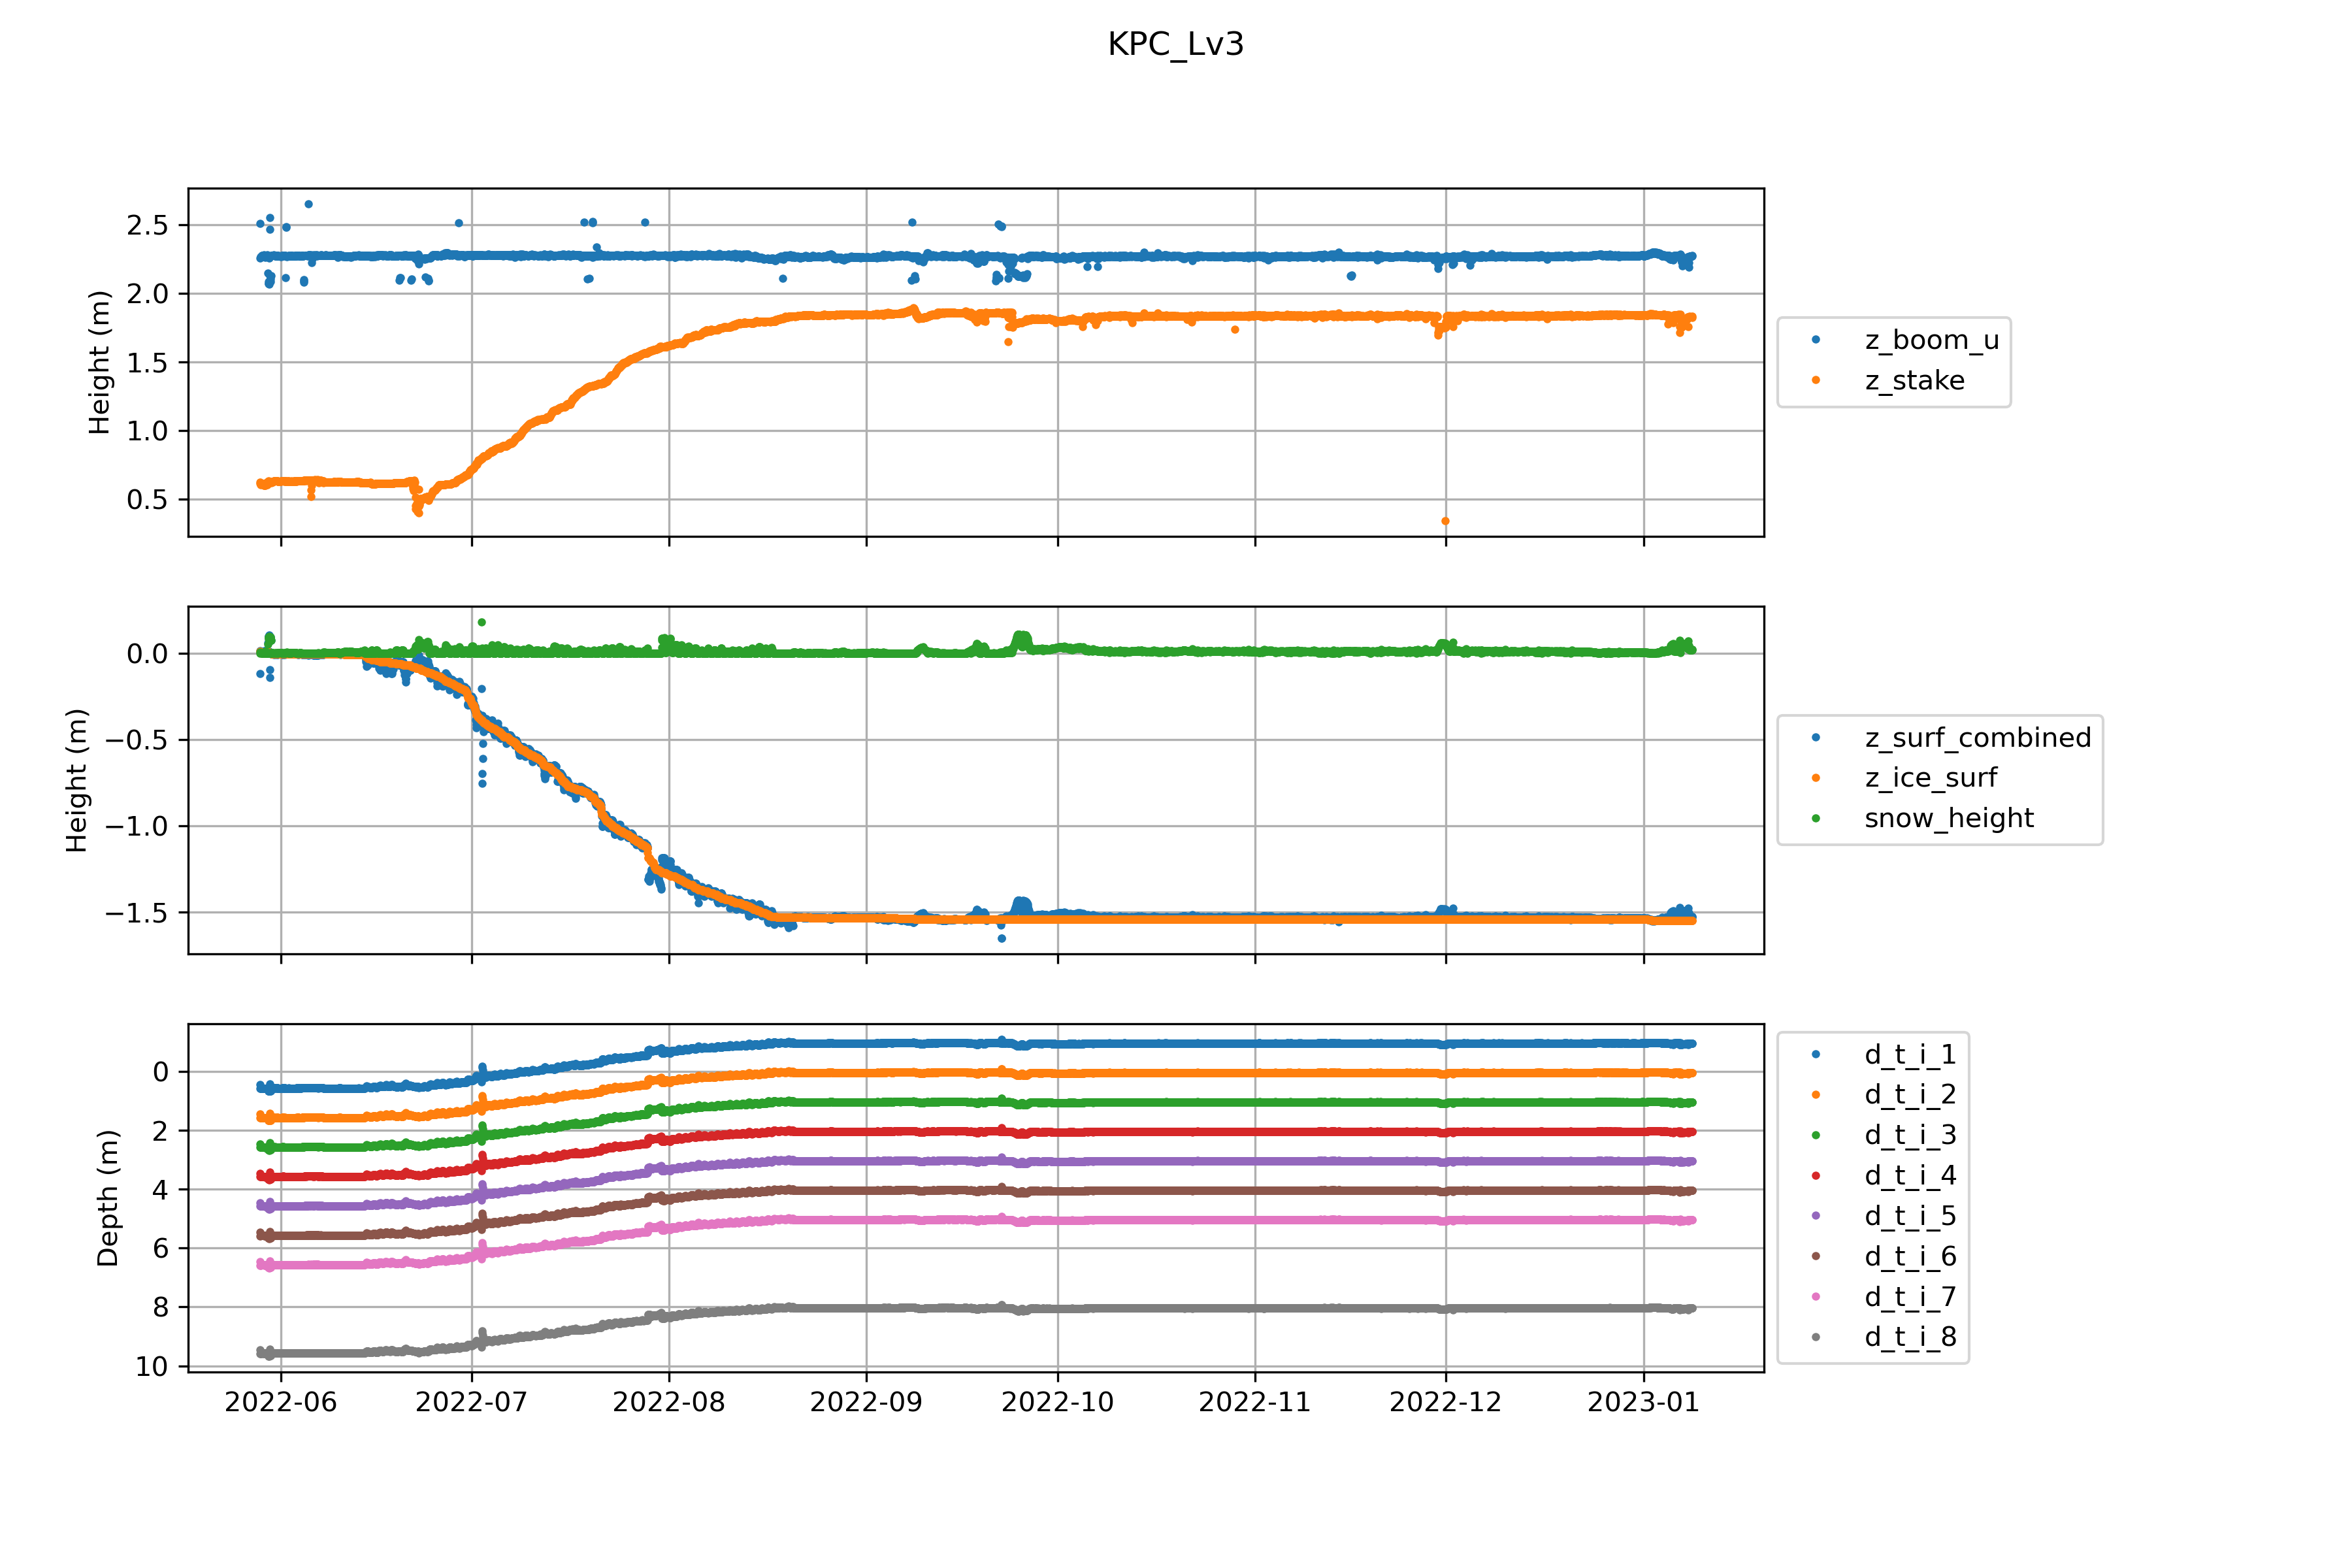 KPC_Lv3
Height (m)
2.5
2.0
1.5
1.0
0.5
z_boom_u
z_stake
Height (m)
0.0
−0.5
−1.0
−1.5
z_surf_combined
z_ice_surf
snow_height
Depth (m)
0
2
4
6
8
10
d_t_i_1
d_t_i_2
d_t_i_3
d_t_i_4
d_t_i_5
d_t_i_6
d_t_i_7
d_t_i_8
2022-06 2022-07 2022-08 2022-09 2022-10 2022-11 2022-12 2023-01